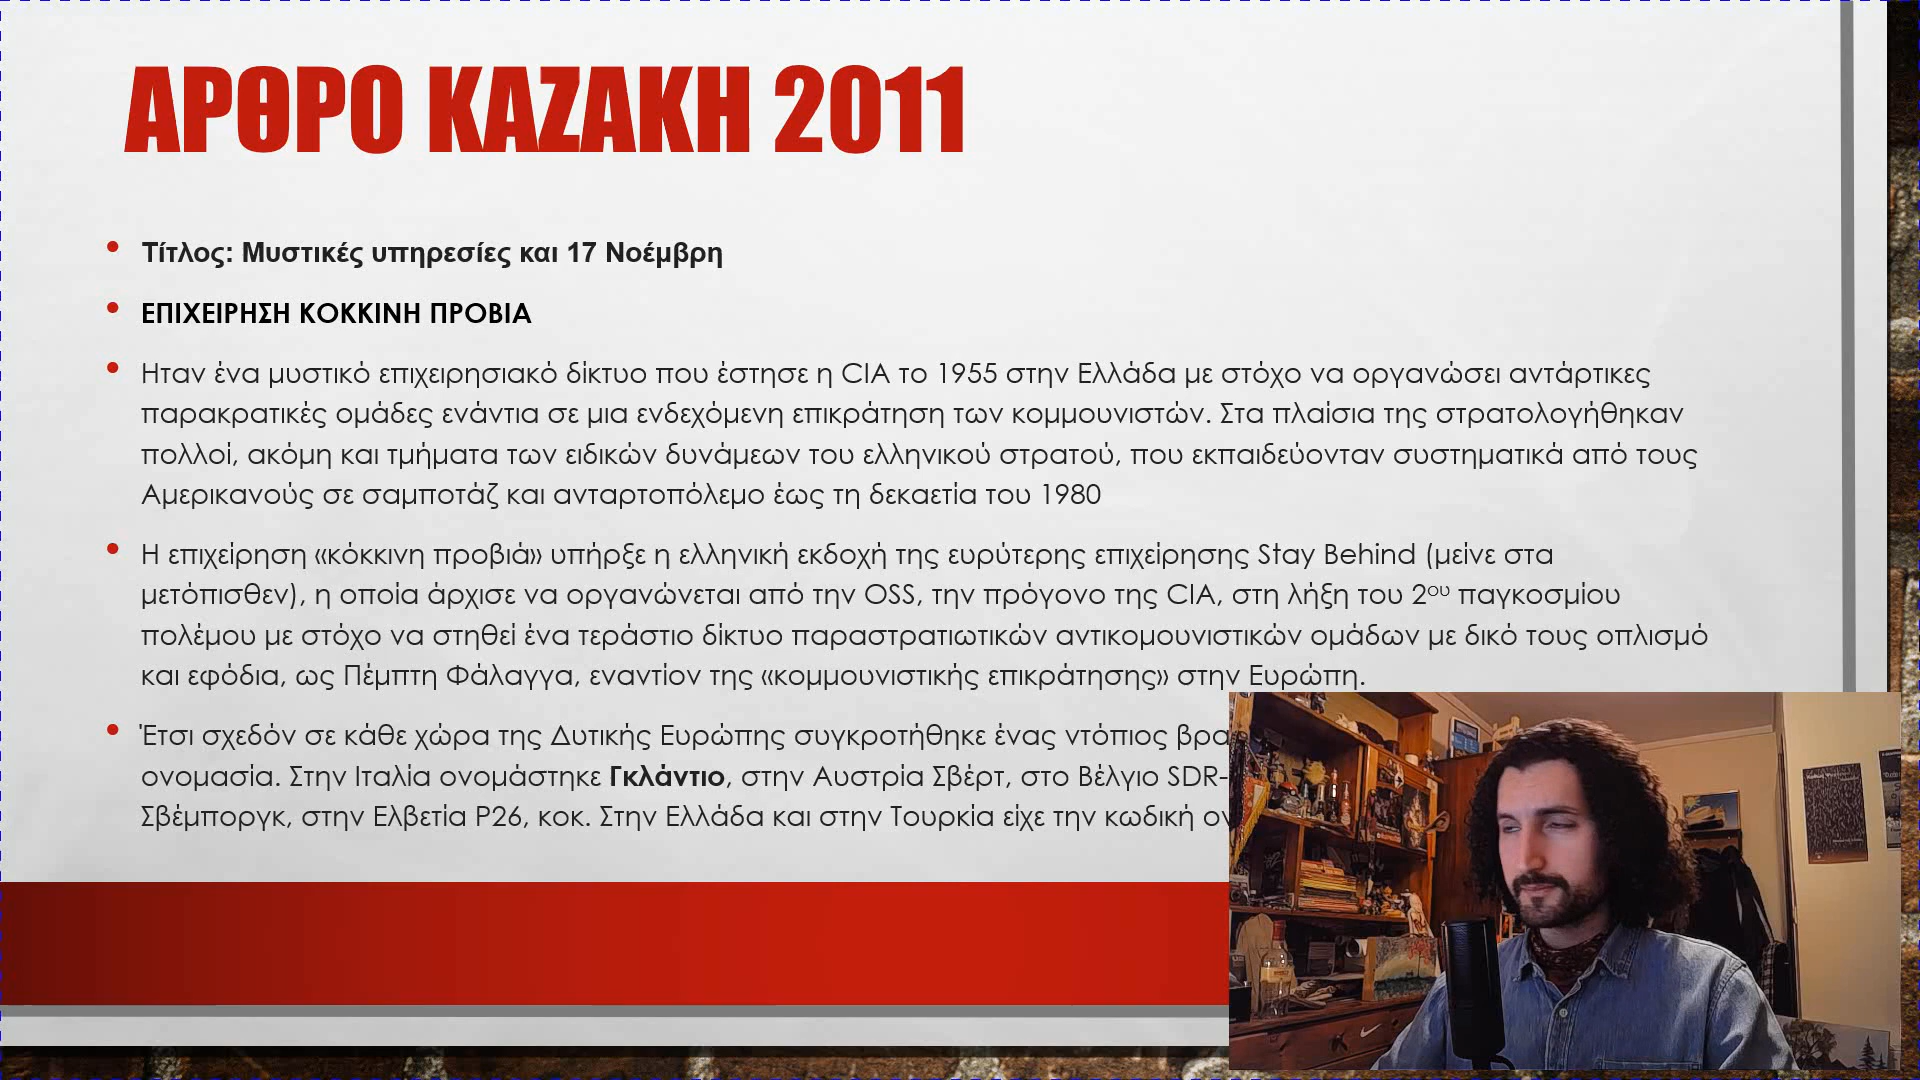 ΑΡΘΡΟ ΚΑΖΑΚΗ 2011
Τίτλος: Μυστικές υπηρεσίες και 17 Νοέμβρη
ΕΠΙΧΕΙΡΗΣΗ ΚΟΚΚΙΝΗ ΠΡΟΒΙΑ
Ηταν ένα μυστικό επιχειρησιακό δίκτυο που έστησε η CIA το 1955 στην Ελλάδα με στόχο να οργανώσει αντάρτικες
παρακρατικές ομάδες ενάντια σε μια ενδεχόμενη επικράτηση των κομμουνιστών. Στα πλαίσια της στρατολογήθηκαν
πολλοί, ακόμη και τμήματα των ειδικών δυνάμεων του ελληνικού στρατού, που εκπαιδεύονταν συστηματικά από τους
Αμερικανούς σε σαμποτάζ και ανταρτοπόλεμο έως τη δεκαετία του 1980
Η επιχείρηση «κόκκινη προβιά» υπήρξε η ελληνική εκδοχή της ευρύτερης επιχείρησης Stay Behind (μείνε στα
μετόπισθεν), η οποία άρχισε να οργανώνεται από την OSS, την πρόγονο της CIA, στη λήξη του 2ου παγκοσμίου
πολέμου με στόχο να στηθεί ένα τεράστιο δίκτυο παραστρατιωτικών αντικομουνιστικών ομάδων με δικό τους οπλισμό
και εφόδια, ως Πέμπτη Φάλαγγα, εναντίον της «κομμουνιστικής επικράτησης» στην Ευρώπη.
Έτσι σχεδόν σε κάθε χώρα της Δυτικής Ευρώπης συγκροτήθηκε ένας ντόπιος
ονομασία. Στην Ιταλία ονομάστηκε Γκλάντιο, στην Αυστρία Σβέρτ, στο Βέλγιο SDR-
Σβέμποργκ, στην Ελβετία P26, κοκ. Στην Ελλάδα και στην Τουρκία είχε την κωδική